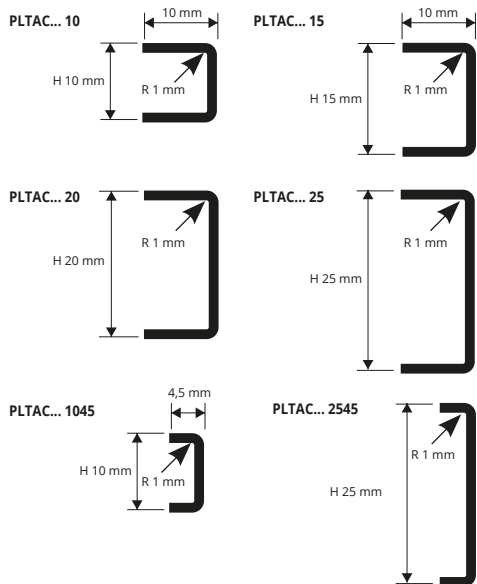 PLTAC... 10
10 mm
H 10 mm
R 1 mm
PLTAC... 15
10 mm
H 15 mm
R 1 mm
PLTAC... 20
H 20 mm
R 1 mm
PLTAC... 25
H 25 mm
R 1 mm
PLTAC... 1045
4,5 mm
H 10 mm
R 1 mm
PLTAC... 2545
H 25 mm
R 1 mm